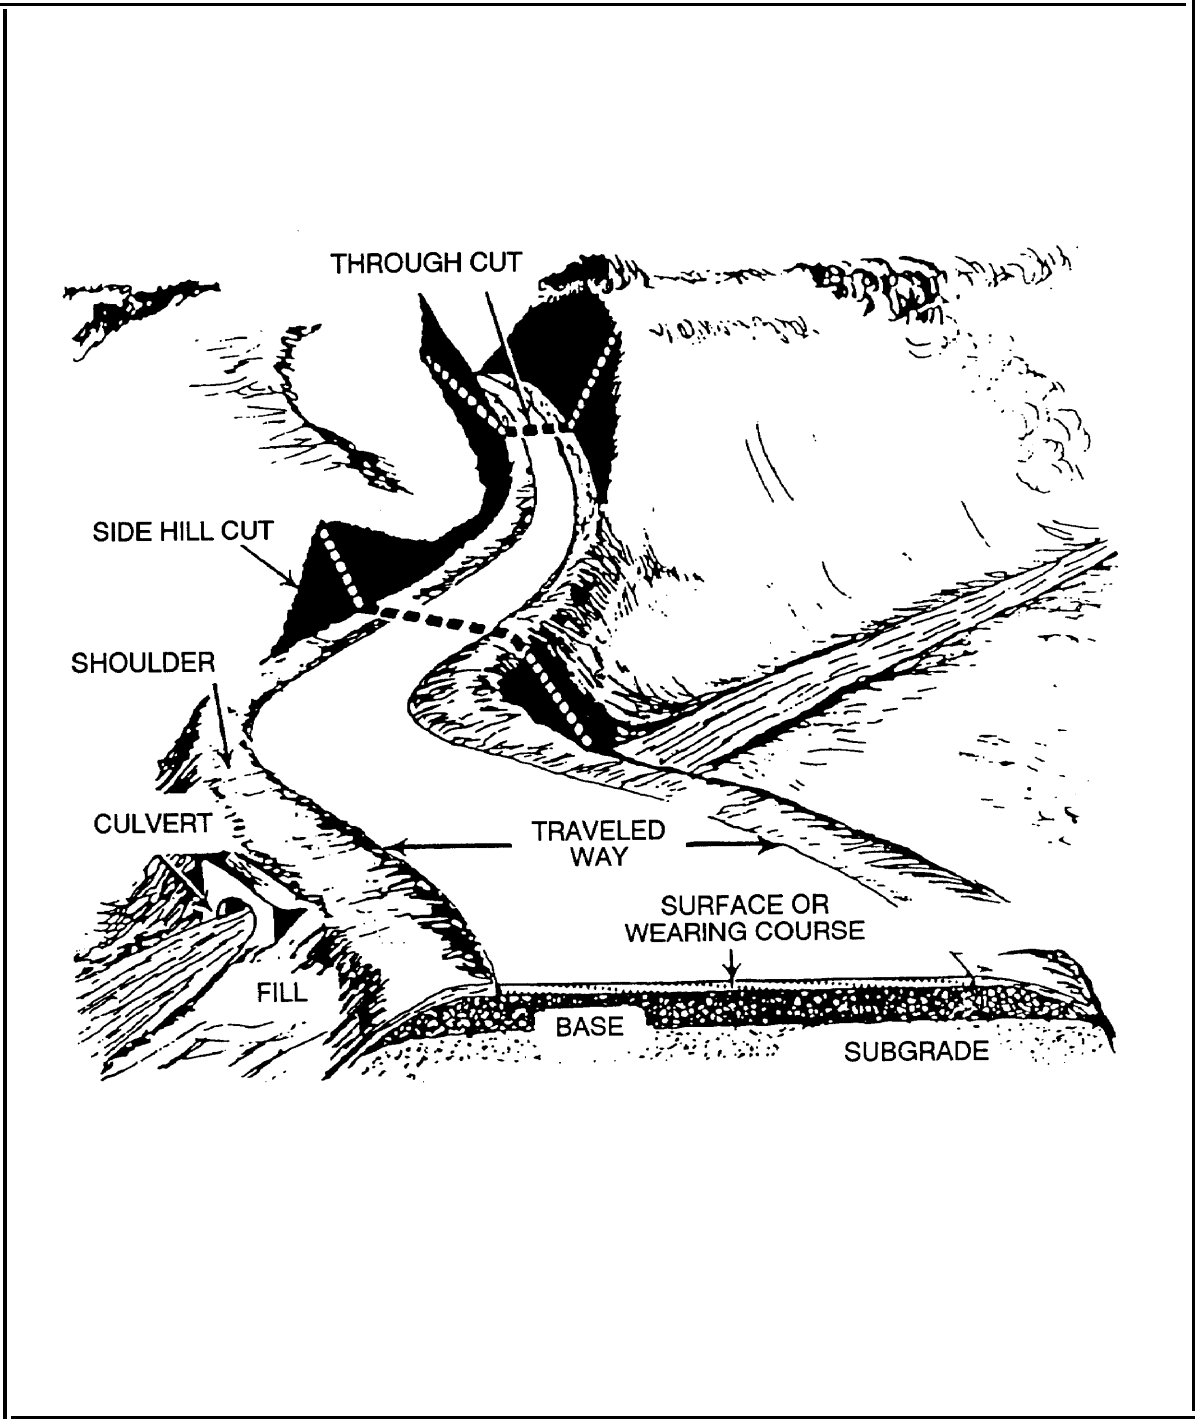 THROUGH CUT
SIDE HILL CUT
SHOULDER
CULVERT
TRAVELED
WAY
SURFACE OR
WEARING COURSE
FILL
BASE
SUBGRADE